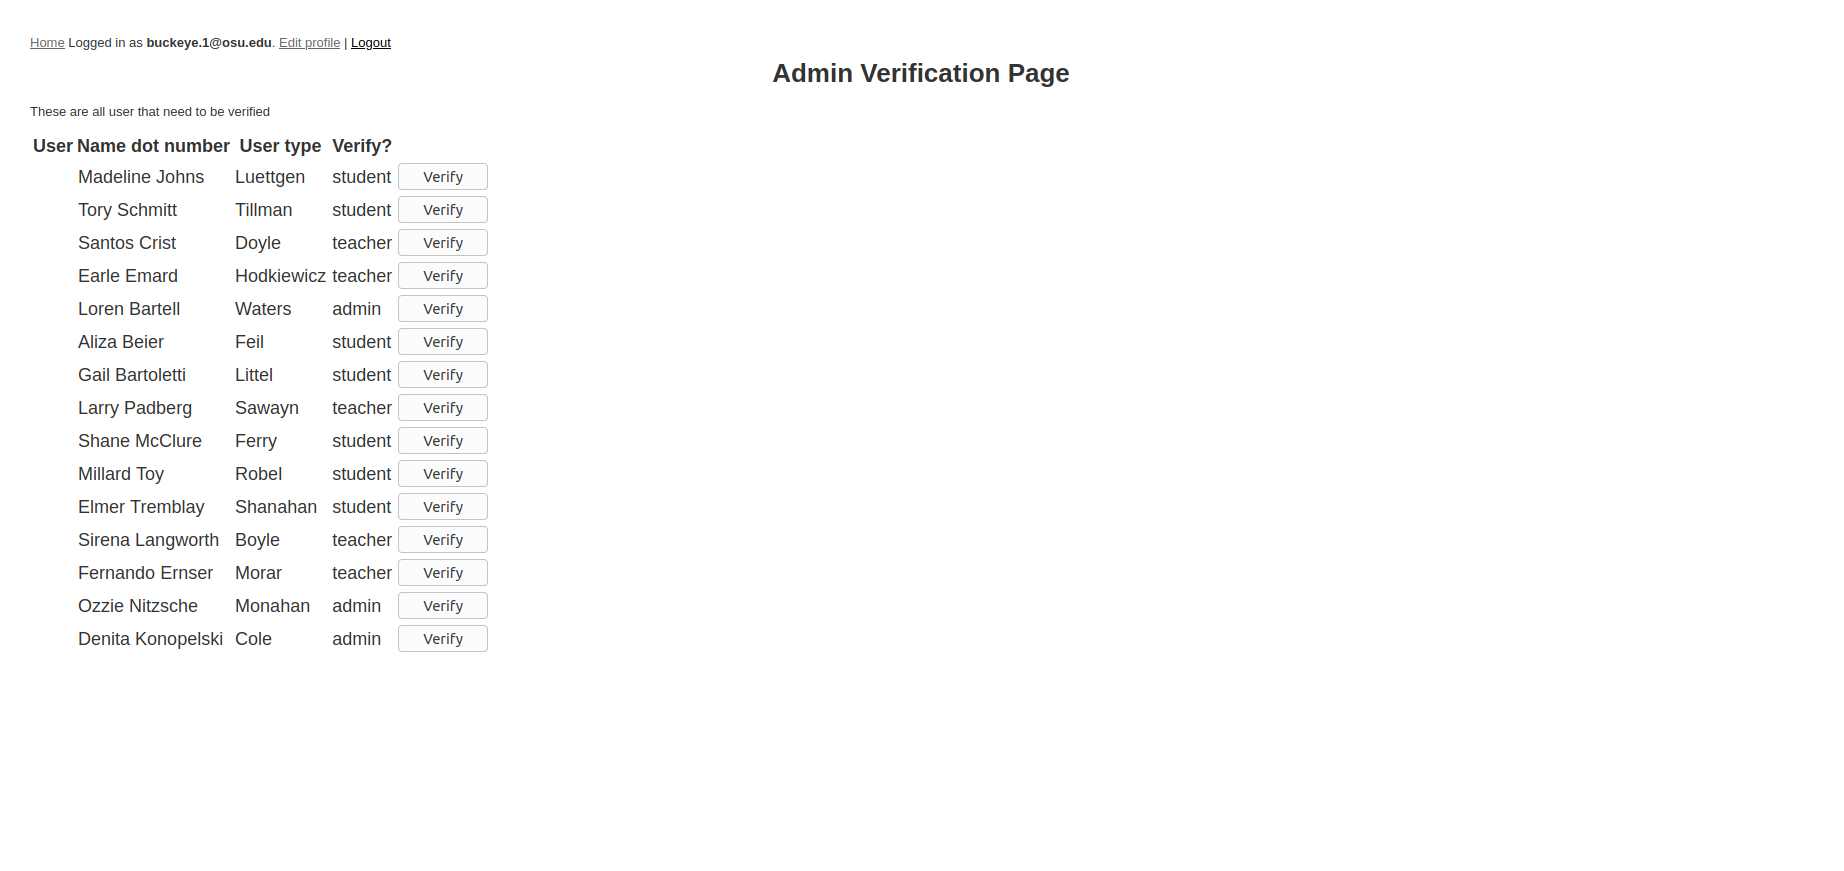 Home Logged in as buckeye.1@osu.edu. Edit profile | Logout
Admin Verification Page
These are all user that need to be verified
User Name dot number User type Verify?
Madeline Johns Luettgen student Verify
Tory Schmitt Tillman student Verify
Santos Crist Doyle teacher Verify
Earle Emard Hodkiewicz teacher Verify
Loren Bartell Waters admin Verify
Aliza Beier Feil student Verify
Gail Bartoletti Littel student Verify
Larry Padberg Sawayn teacher Verify
Shane McClure Ferry student Verify
Millard Toy Robel student Verify
Elmer Tremblay Shanahan student Verify
Sirena Langworth Boyle teacher Verify
Fernando Ernser Morar teacher Verify
Ozzie Nitzsche Monahan admin Verify
Denita Konopelski Cole admin Verify